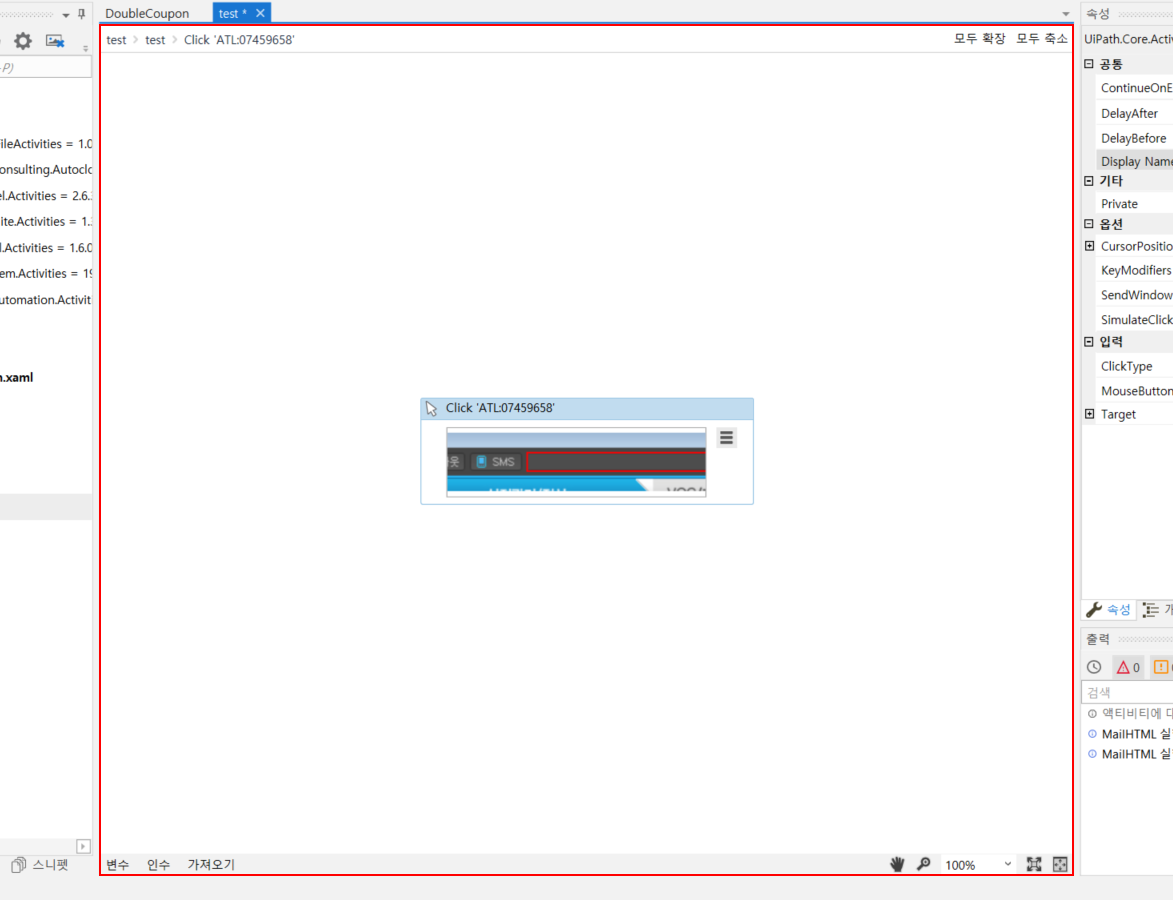 DoubleCoupon
test *
test > test > Click 'ATL:07459658'
모두 확장 모두 축소
-P)
ileActivities = 1.0
onsulting.Autoclo
el.Activities = 2.6.
ite.Activities = 1.
l.Activities = 1.6.0
em.Activities = 19
utomation.Activit
n.xaml
스니펫
Click 'ATL:07459658'
SMS
변수 인수 가져오기
100%
속성
UiPath.Core.Activ
공통
ContinueOnE
DelayAfter
DelayBefore
Display Name
기타
Private
옵션
CursorPositio
KeyModifiers
SendWindow
SimulateClick
입력
ClickType
MouseButton
Target
속성
출력
0
검색
액티비티에 
MailHTML 실
MailHTML 실